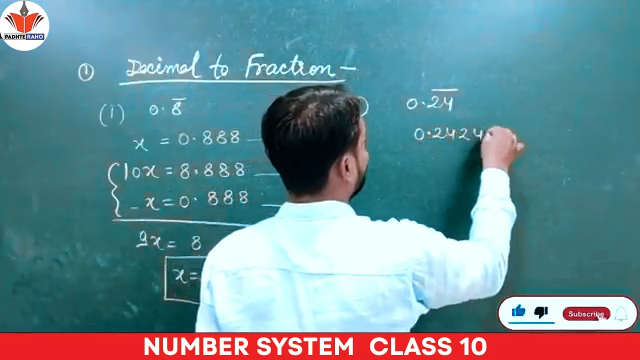 PADHTE RAHO
① Decimal to Fraction -
(i) 0.8̅
x = 0.888
10x = 8.888
- x = 0.888
9x = 8
x =
)
0.2̅4̅
0.2424
Subscribe
NUMBER SYSTEM CLASS 10